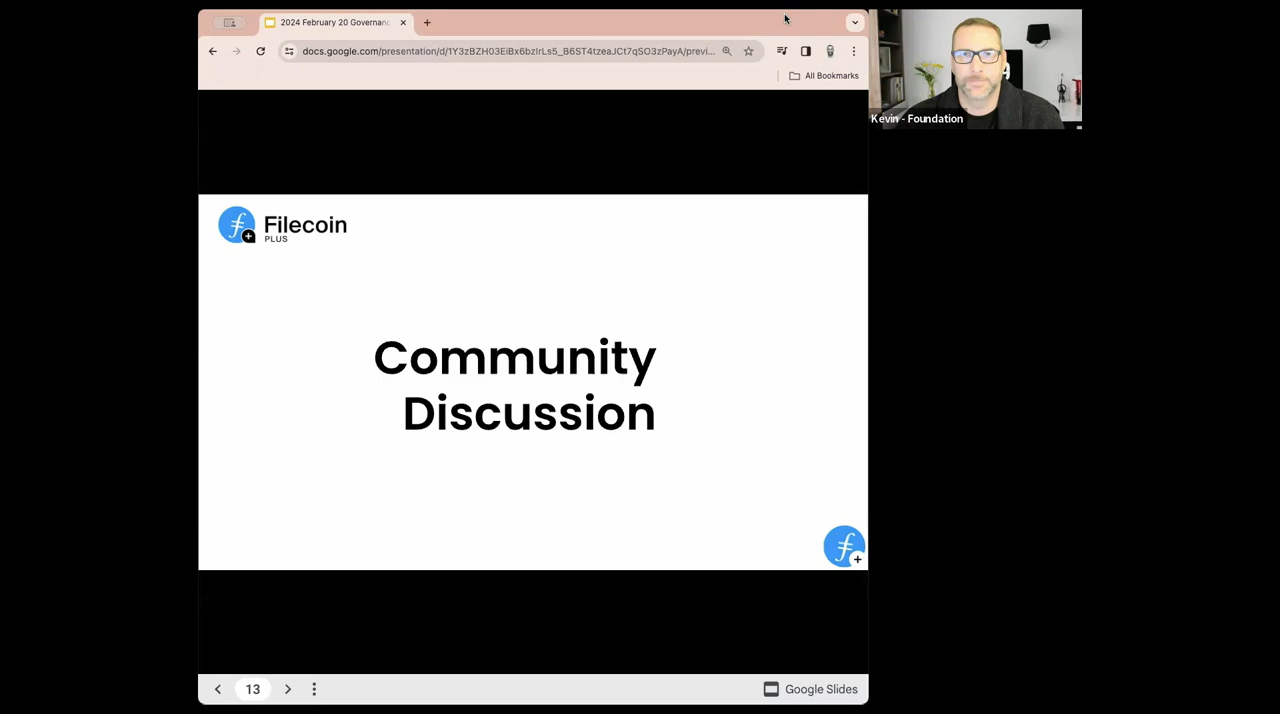 2024 February 20 Governanc
docs.google.com/presentation/d/1Y3zBZH03EiBx6bzIrLs5_B6ST4tzeaJCt7qSO3zPayA/previ...
All Bookmarks
Kevin - Foundation
Filecoin
PLUS
Community
Discussion
13
Google Slides